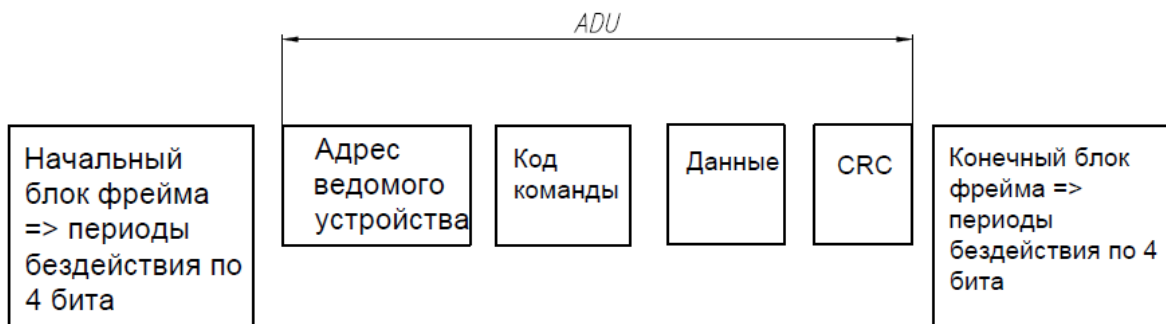 ADU
Начальный
блок фрейма
=> периоды
бездействия по
4 бита
Адрес
ведомого
устройства
Код
команды
Данные
CRC
Конечный блок
фрейма =>
периоды
бездействия по 4
бита